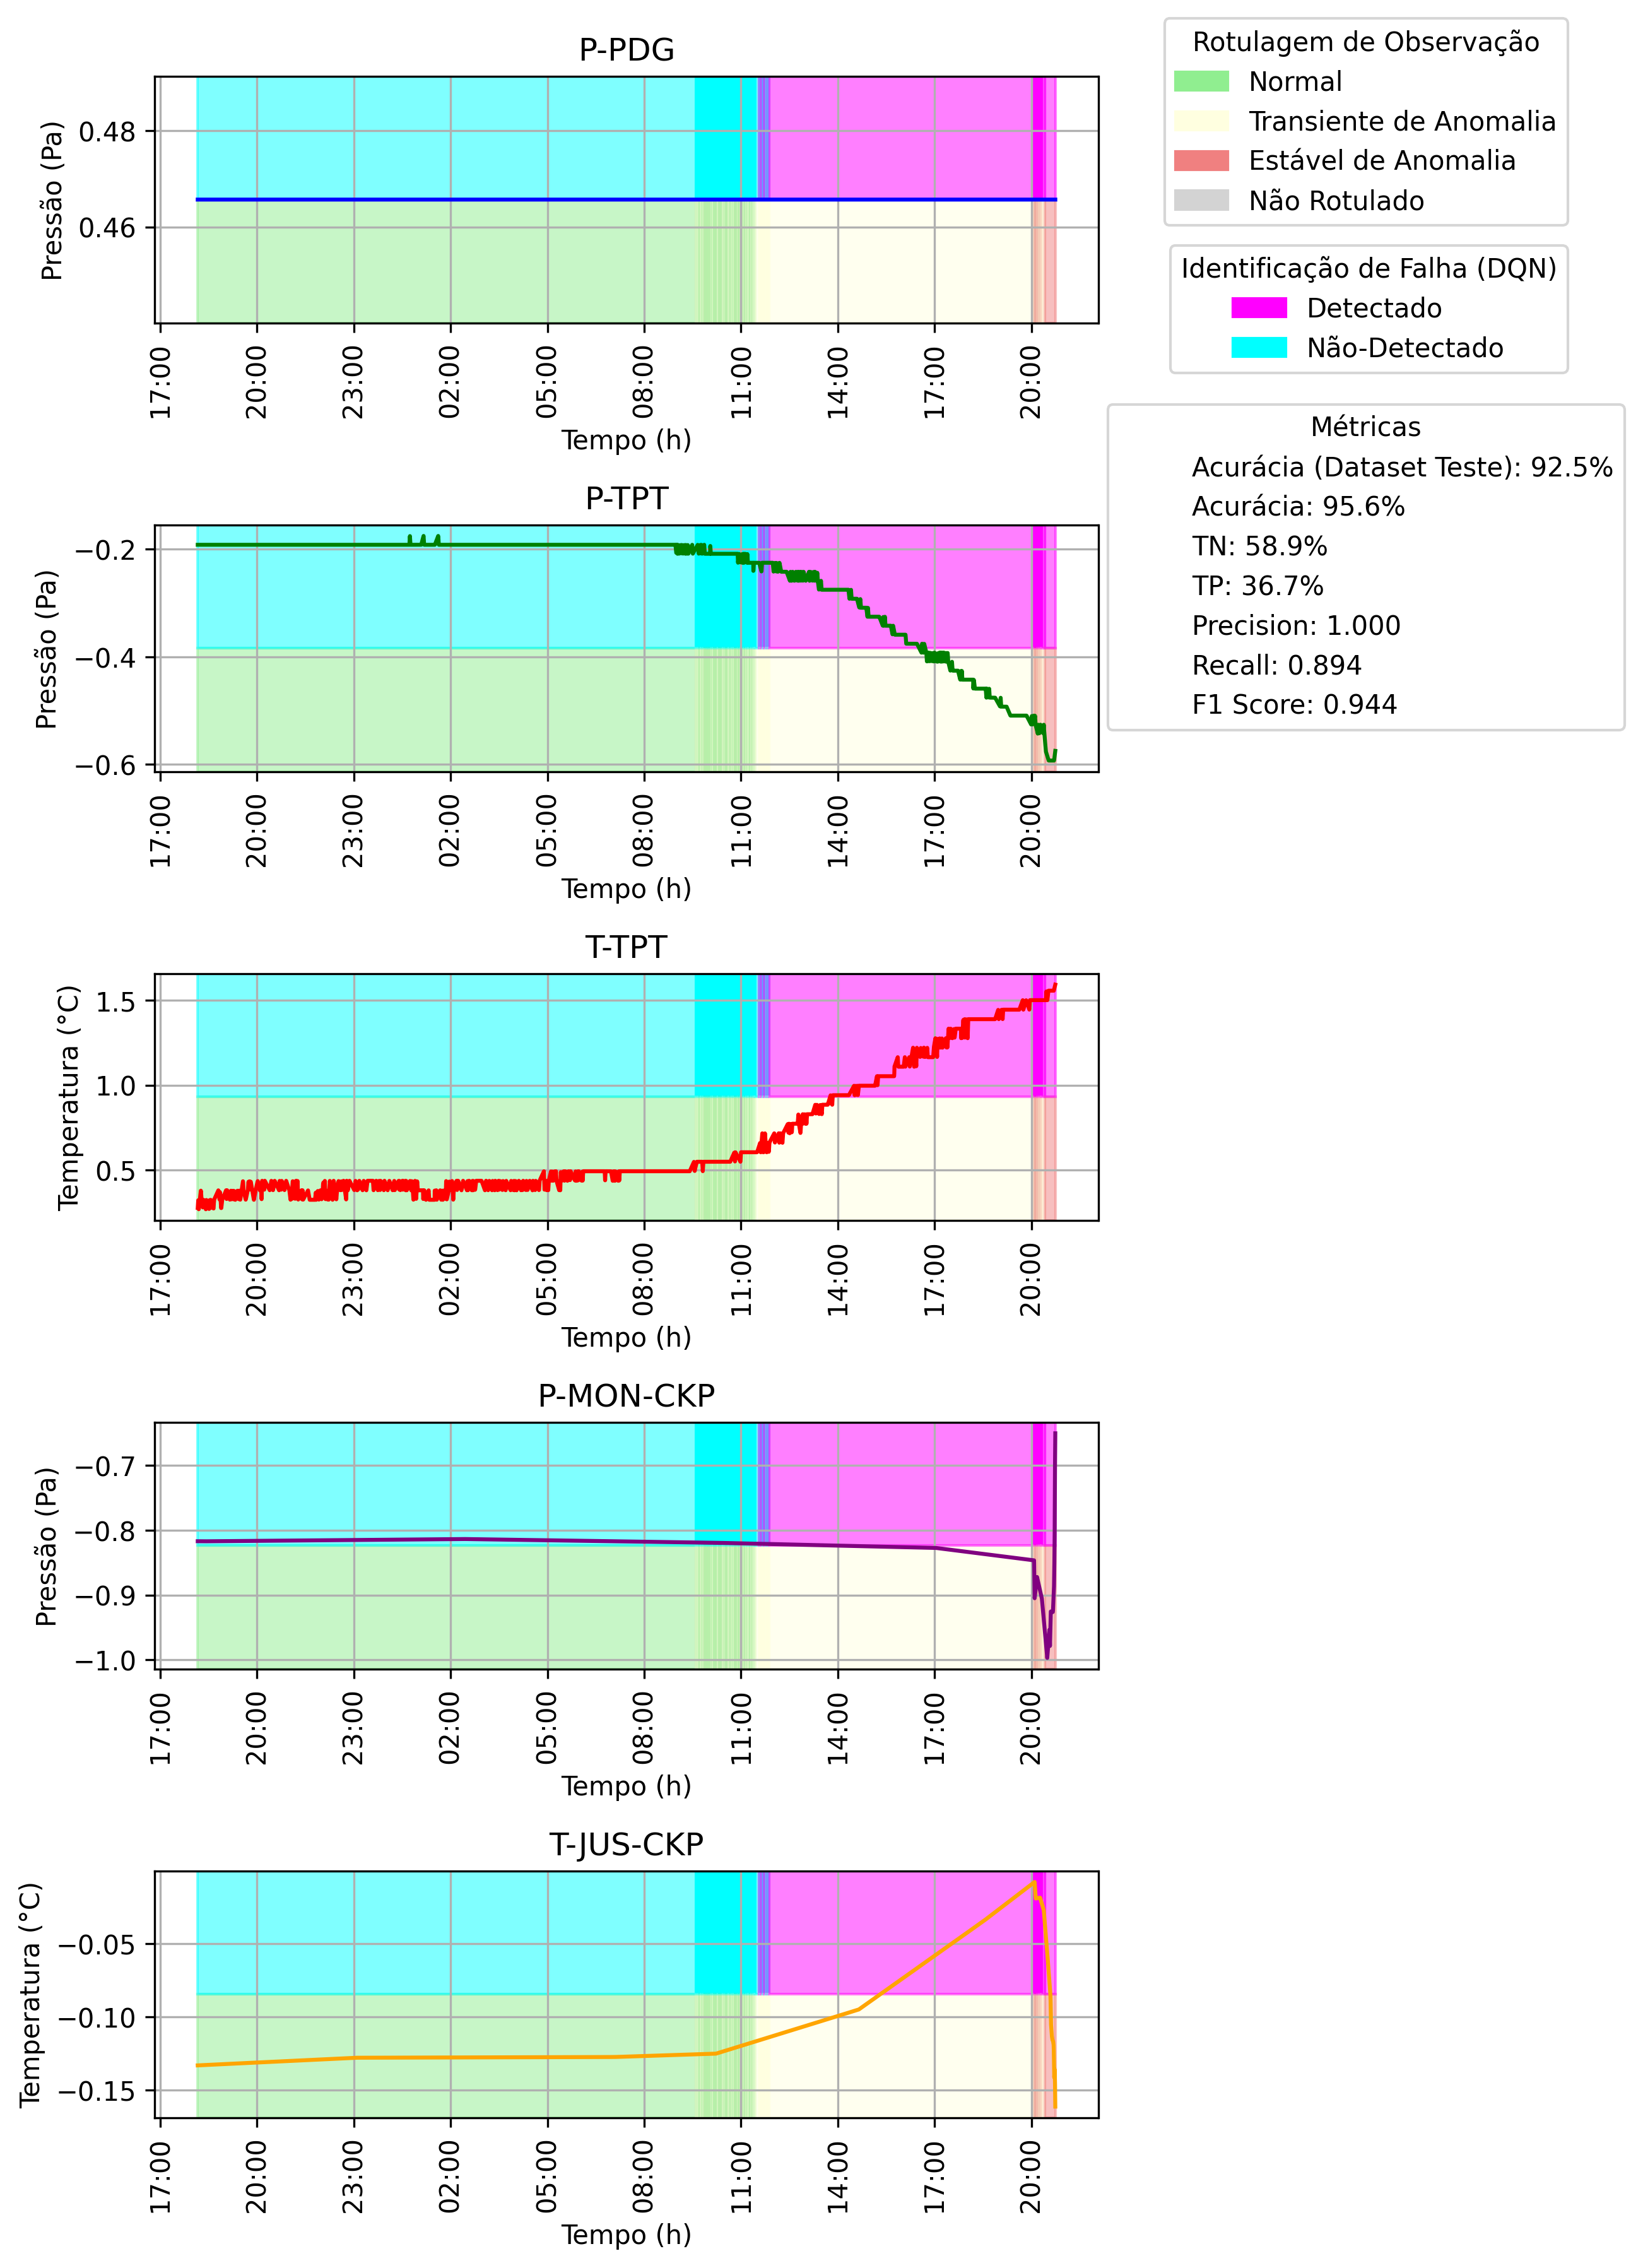 P-PDG
Pressão (Pa)
0.48
0.46
17:00 20:00 23:00 02:00 05:00 08:00 11:00 14:00 17:00 20:00
Tempo (h)
Rotulagem de Observação
Normal
Transiente de Anomalia
Estável de Anomalia
Não Rotulado
Identificação de Falha (DQN)
Detectado
Não-Detectado
Métricas
Acurácia (Dataset Teste): 92.5%
Acurácia: 95.6%
TN: 58.9%
TP: 36.7%
Precision: 1.000
Recall: 0.894
F1 Score: 0.944
P-TPT
Pressão (Pa)
−0.2
−0.4
−0.6
17:00 20:00 23:00 02:00 05:00 08:00 11:00 14:00 17:00 20:00
Tempo (h)
T-TPT
Temperatura (°C)
1.5
1.0
0.5
17:00 20:00 23:00 02:00 05:00 08:00 11:00 14:00 17:00 20:00
Tempo (h)
P-MON-CKP
Pressão (Pa)
−0.7
−0.8
−0.9
−1.0
17:00 20:00 23:00 02:00 05:00 08:00 11:00 14:00 17:00 20:00
Tempo (h)
T-JUS-CKP
Temperatura (°C)
−0.05
−0.10
−0.15
17:00 20:00 23:00 02:00 05:00 08:00 11:00 14:00 17:00 20:00
Tempo (h)